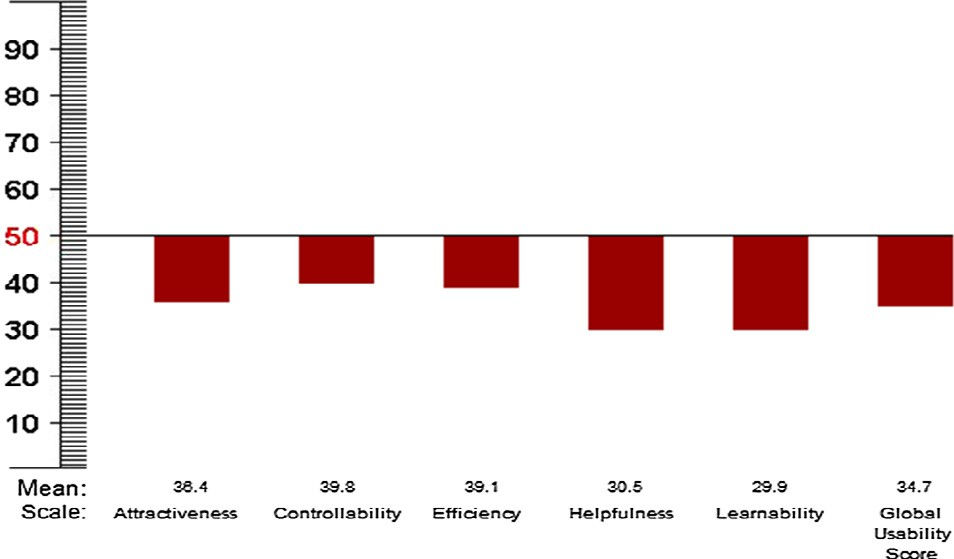 90
80
70
60
50
40
30
20
10
Mean: 36.4 39.8 39.1 30.5 29.9 34.7
Scale: Attractiveness Controllability Efficiency Helpfulness Learnability Global
Usability
Score